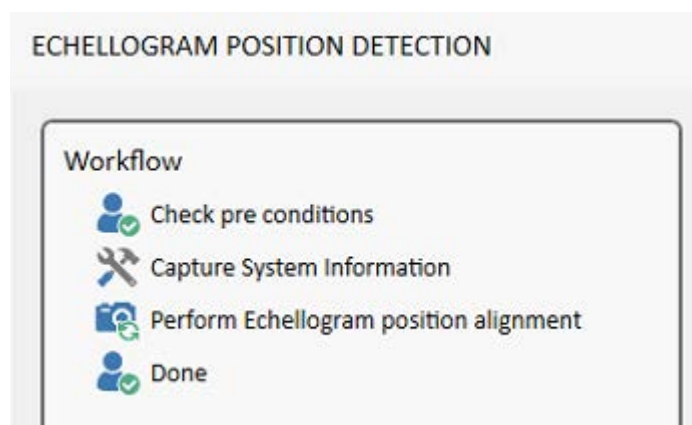 ECHELLOGRAM POSITION DETECTION
Workflow
Check pre conditions
Capture System Information
Perform Echellogram position alignment
Done